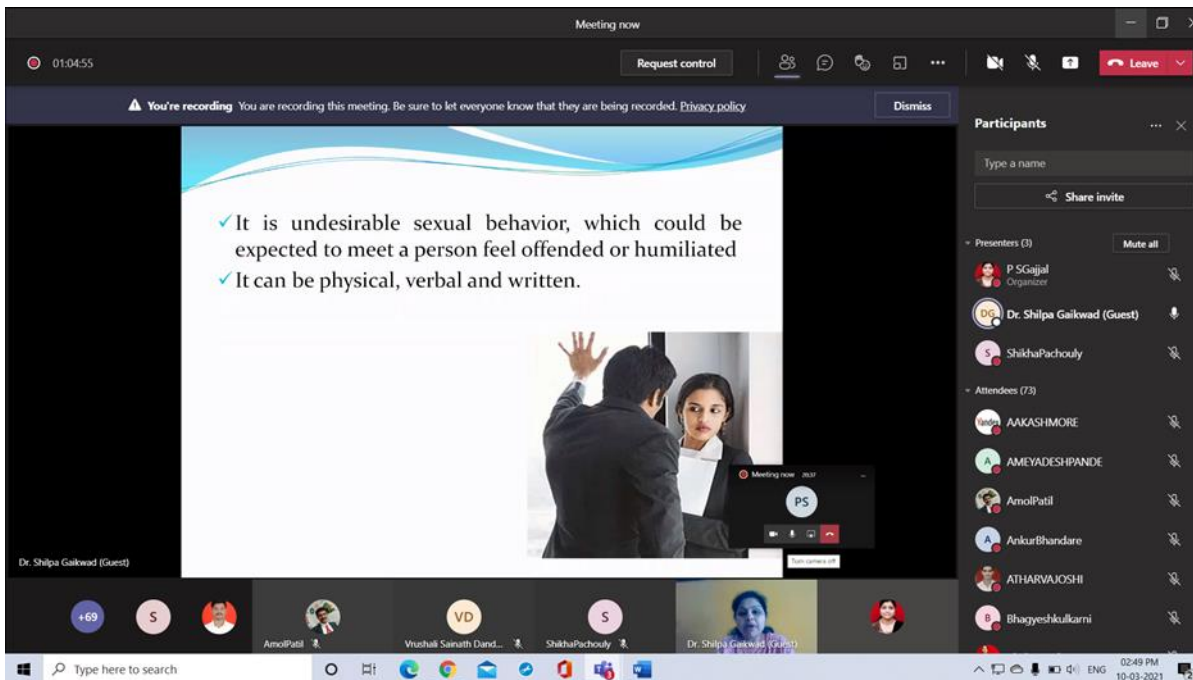 Meeting now
01:04:55
Request control
Leave
You're recording You are recording this meeting. Be sure to let everyone know that they are being recorded. Privacy policy
Dismiss
It is undesirable sexual behavior, which could be
expected to meet a person feel offended or humiliated
It can be physical, verbal and written.
Meeting now
PS
Turn camera off
Dr. Shilpa Gaikwad (Guest)
Participants
Type a name
Share invite
Presenters (3)
Mute all
P SGajjal
Organizer
DG
Dr. Shilpa Gaikwad (Guest)
S
ShikhaPachouly
Attendees (73)
Yandex
AAKASHMORE
A
AMEYADESHPANDE
AmolPatil
A
AnkurBhandare
ATHARVAJOSHI
B
Bhagyeshkulkarni
+69
S
AmolPatil
VD
Vrushali Sainath Dand...
S
ShikhaPachouly
Dr. Shilpa Gaikwad (Guest)
Type here to search
ENG
02:49 PM
10-03-2021